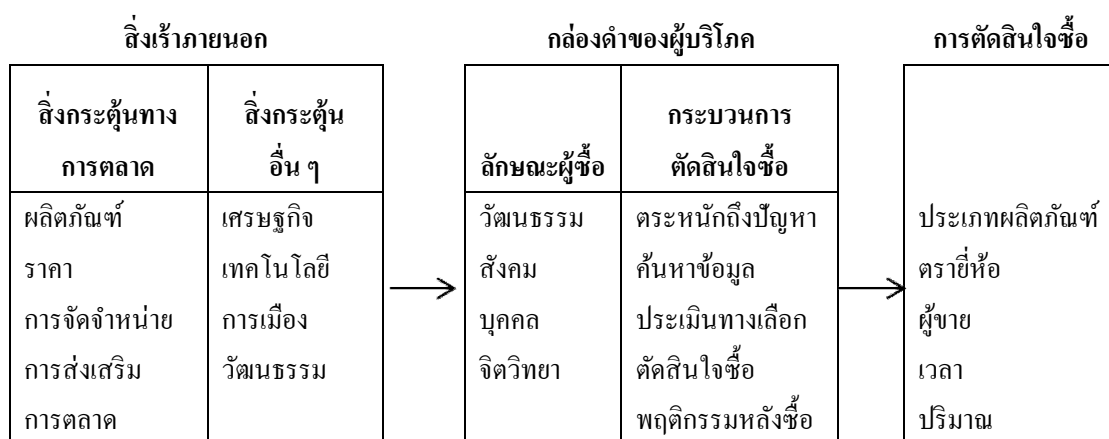 สิ่งเร้าภายนอก
สิ่งกระตุ้นทาง
การตลาด
สิ่งกระตุ้น
อื่น ๆ
ผลิตภัณฑ์
ราคา
การจัดจำหน่าย
การส่งเสริม
การตลาด
เศรษฐกิจ
เทคโนโลยี
การเมือง
วัฒนธรรม
กล่องดำของผู้บริโภค
ลักษณะผู้ซื้อ
กระบวนการ
ตัดสินใจซื้อ
วัฒนธรรม
สังคม
บุคคล
จิตวิทยา
ตระหนักถึงปัญหา
ค้นหาข้อมูล
ประเมินทางเลือก
ตัดสินใจซื้อ
พฤติกรรมหลังซื้อ
การตัดสินใจซื้อ
ประเภทผลิตภัณฑ์
ตรายี่ห้อ
ผู้ขาย
เวลา
ปริมาณ